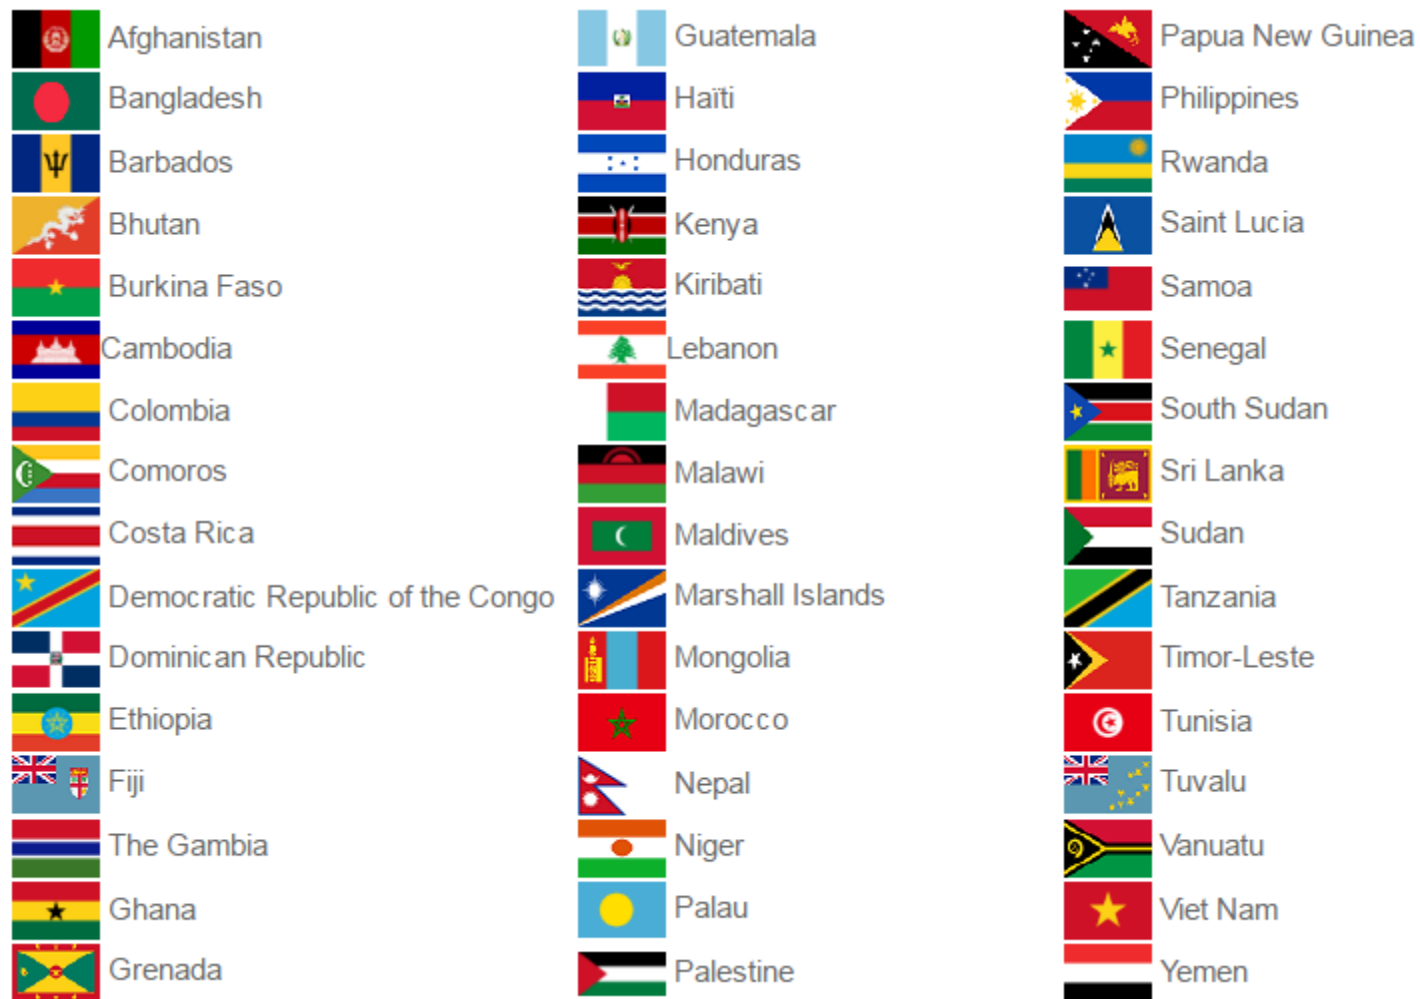 Afghanistan
Bangladesh
Barbados
Bhutan
Burkina Faso
Cambodia
Colombia
Comoros
Costa Rica
Democratic Republic of the Congo
Dominican Republic
Ethiopia
Fiji
The Gambia
Ghana
Grenada
Guatemala
Haïti
Honduras
Kenya
Kiribati
Lebanon
Madagascar
Malawi
Maldives
Marshall Islands
Mongolia
Morocco
Nepal
Niger
Palau
Palestine
Papua New Guinea
Philippines
Rwanda
Saint Lucia
Samoa
Senegal
South Sudan
Sri Lanka
Sudan
Tanzania
Timor-Leste
Tunisia
Tuvalu
Vanuatu
Viet Nam
Yemen